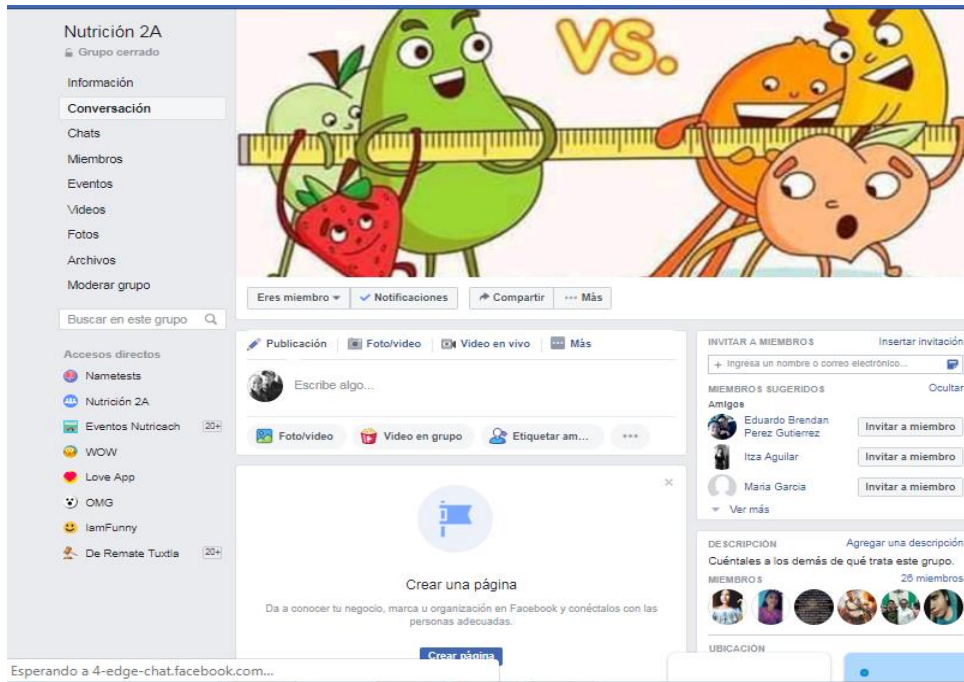 Nutrición 2A
Grupo cerrado
Información
Conversación
Chats
Miembros
Eventos
Videos
Fotos
Archivos
Moderar grupo
Buscar en este grupo
Accesos directos
Nametests
Nutrición 2A
Eventos Nutricach 20+
WOW
Love App
OMG
IamFunny
De Remate Tuxtla 20+
VS.
Eres miembro
Notificaciones
Compartir
Más
Publicación
Foto/video
Video en vivo
Más
Escribe algo...
Foto/video
Video en grupo
Etiquetar am...
Crear una página
Da a conocer tu negocio, marca u organización en Facebook y conéctalos con las
personas adecuadas.
Crear página
INVITAR A MIEMBROS Insertar invitación
+ Ingresa un nombre o correo electrónico...
MIEMBROS SUGERIDOS Ocultar
Amigos
Eduardo Brendan
Perez Gutierrez
Invitar a miembro
Itza Aguilar
Invitar a miembro
Maria Garcia
Invitar a miembro
Ver más
DESCRIPCIÓN Agregar una descripción
Cuéntales a los demás de qué trata este grupo.
MIEMBROS 26 miembros
UBICACIÓN
Esperando a 4-edge-chat.facebook.com...